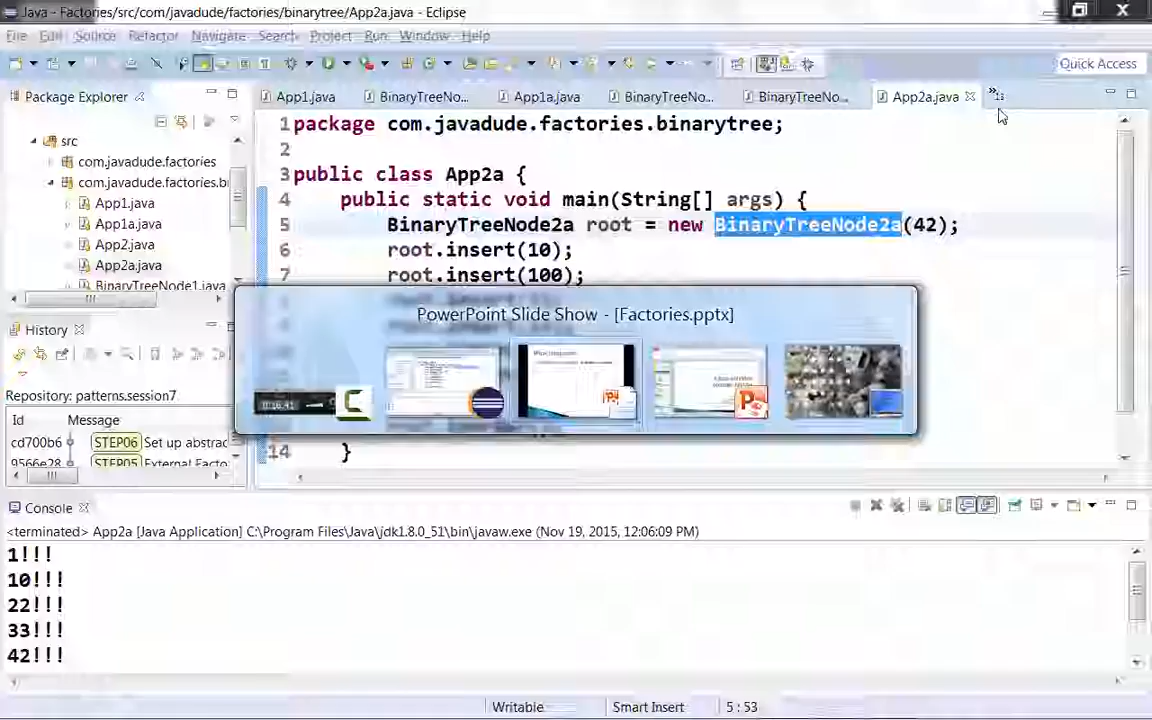 Java - Factories/src/com/javadude/factories/binarytree/App2a.java - Eclipse
File Edit Source Refactor Navigate Search Project Run Window Help
Quick Access
Package Explorer
App1.java
BinaryTreeNo...
App1a.java
BinaryTreeNo...
BinaryTreeNo...
App2a.java
»11
src
com.javadude.factories
com.javadude.factories.bi
App1.java
App1a.java
App2.java
App2a.java
BinaryTreeNode1.java
1 package com.javadude.factories.binarytree;
2
3 public class App2a {
4 public static void main(String[] args) {
5 BinaryTreeNode2a root = new BinaryTreeNode2a(42);
6 root.insert(10);
7 root.insert(100);
14 }
PowerPoint Slide Show - [Factories.pptx]
History
Repository: patterns.session7
Id Message
cd700b6 STEP06 Set up abstrac
9566e28 STEP05 External Facto
Console
<terminated> App2a [Java Application] C:\Program Files\Java\jdk1.8.0_51\bin\javaw.exe (Nov 19, 2015, 12:06:09 PM)
1!!!
10!!!
22!!!
33!!!
42!!!
Writable
Smart Insert
5 : 53